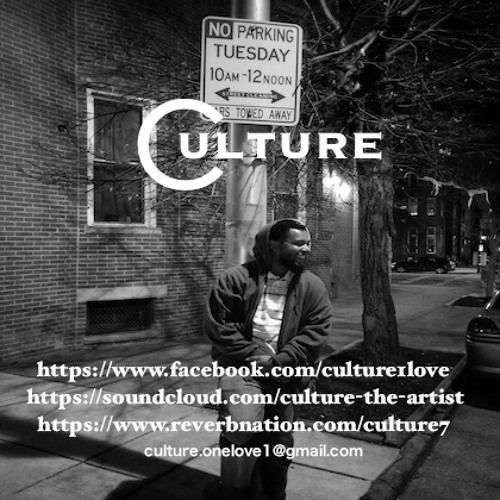 NO PARKING
TUESDAY
10AM-12NOON
STREET CLEANING
CARS TOWED AWAY
CULTURE
https://www.facebook.com/culture1love
https://soundcloud.com/culture-the-artist
https://www.reverbnation.com/culture7
culture.onelove1@gmail.com